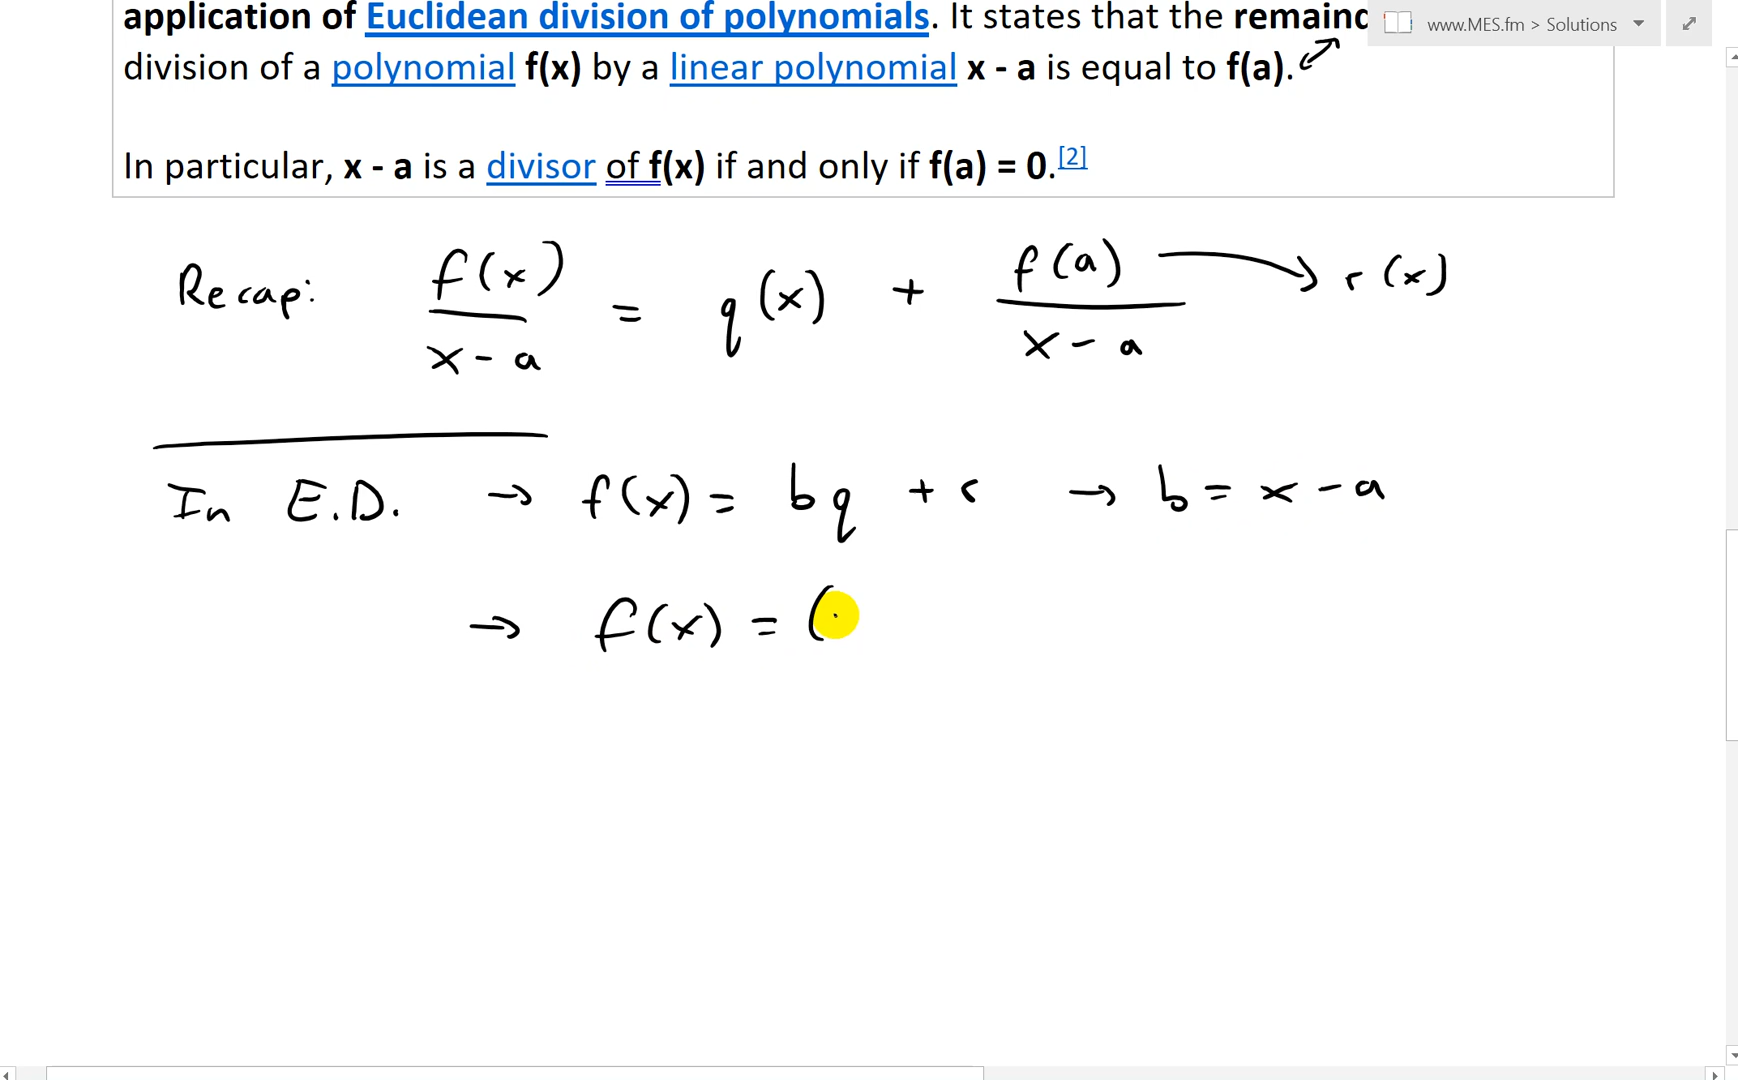 application of Euclidean division of polynomials. It states that the remainc
www.MES.fm > Solutions
division of a polynomial f(x) by a linear polynomial x - a is equal to f(a).
In particular, x - a is a divisor of f(x) if and only if f(a) = 0.[2]
Recap: f(x) / x - a = q(x) + f(a) / x - a → r(x)
In E.D. → f(x) = bq + r → b = x - a
→ f(x) = (